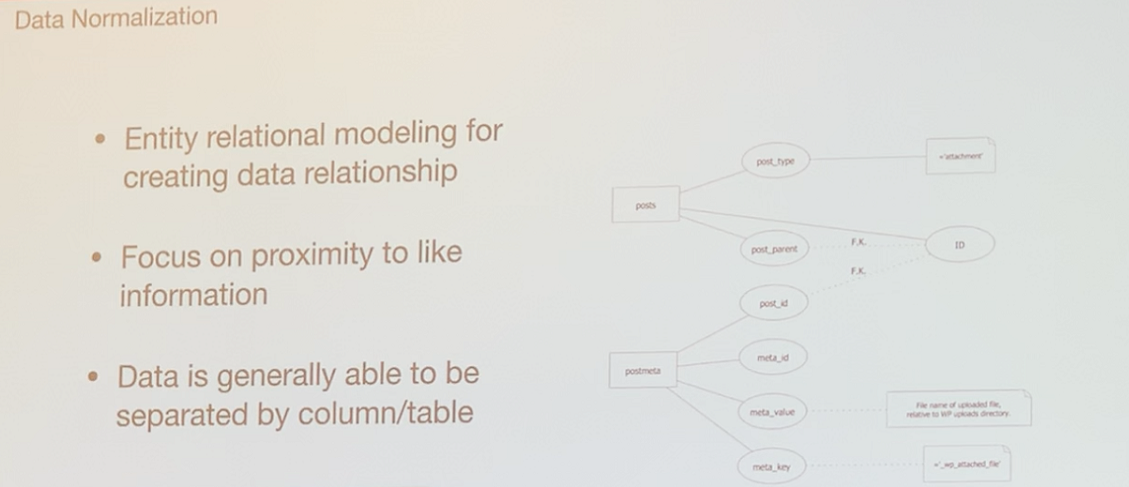 Data Normalization
• Entity relational modeling for
creating data relationship
• Focus on proximity to like
information
• Data is generally able to be
separated by column/table
post_type
='attachment'
posts
post_parent
F.K.
ID
F.K.
post_id
meta_id
postmeta
meta_value
File name of uploaded file,
relative to WP uploads directory.
meta_key
='_wp_attached_file'